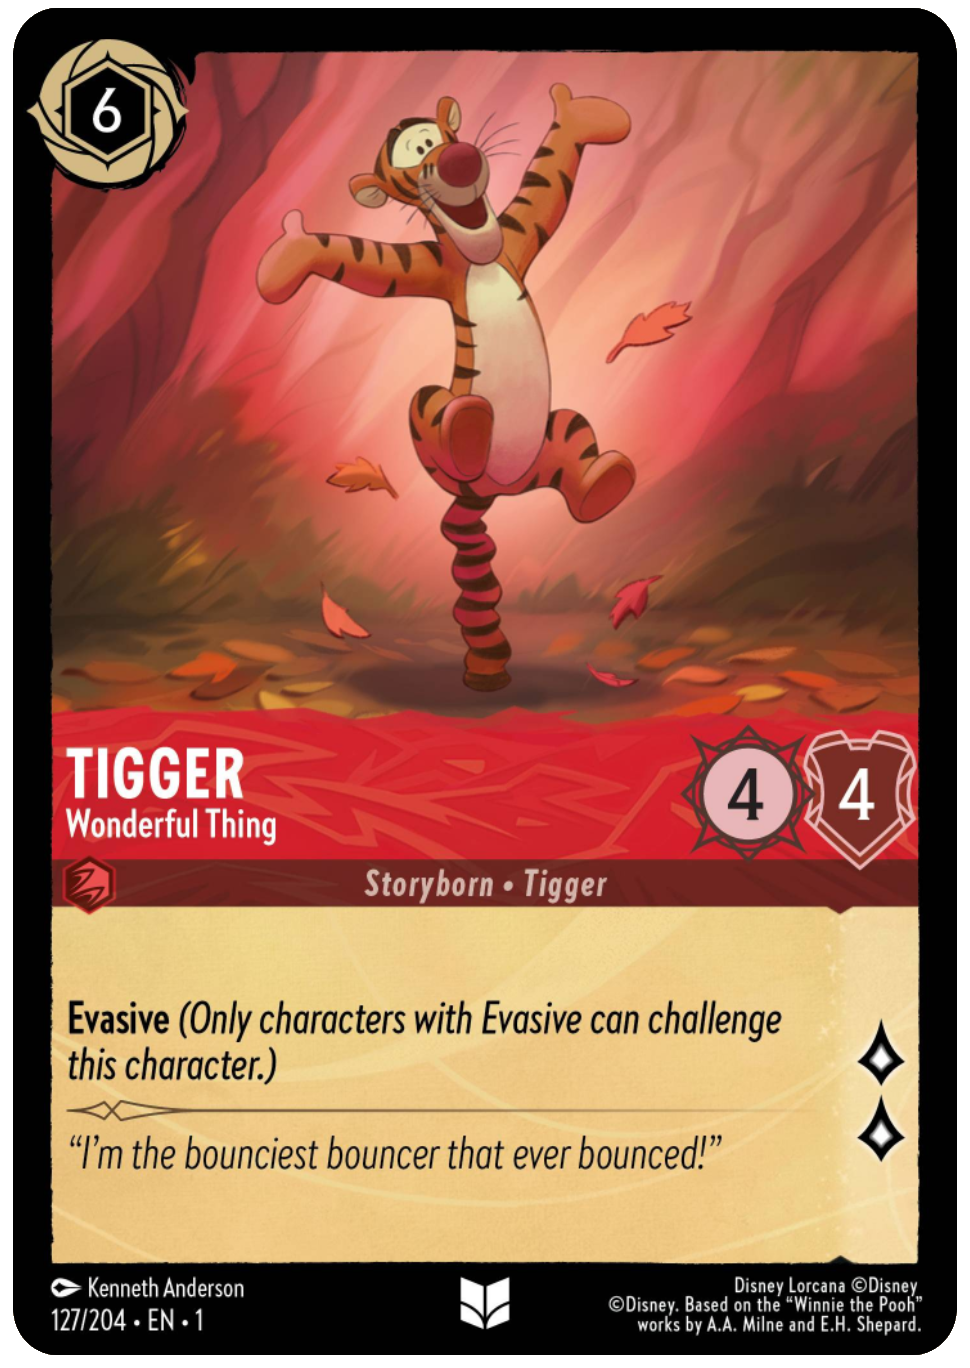 6
TIGGER
Wonderful Thing
4
4
Storyborn • Tigger
Evasive (Only characters with Evasive can challenge
this character.)
“I’m the bounciest bouncer that ever bounced!”
Kenneth Anderson
127/204 • EN • 1
Disney Lorcana ©Disney
©Disney. Based on the “Winnie the Pooh”
works by A.A. Milne and E.H. Shepard.